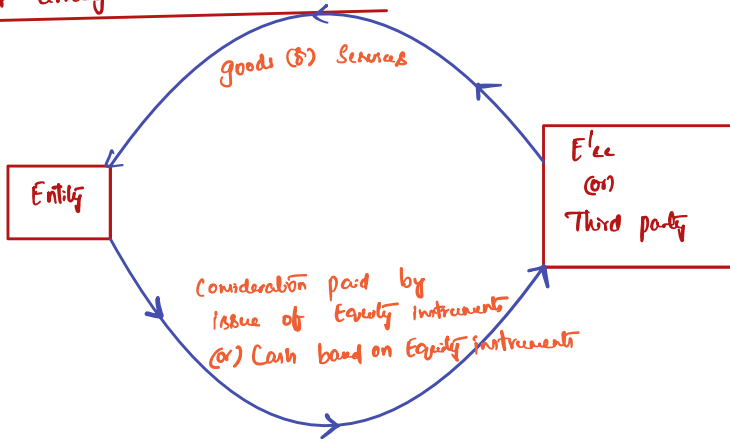 goods (or) Services
Entity
E'ee
(or)
Third party
Consideration paid by
issue of Equity instruments
(or) Cash based on Equity instruments